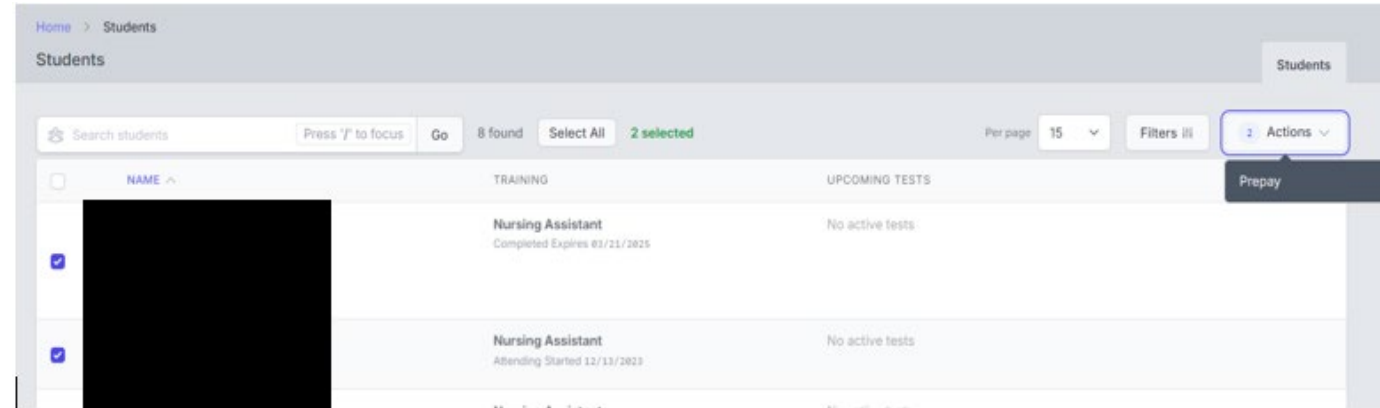 Home > Students
Students
Students
Search students Press '/' to focus Go 8 found Select All 2 selected Per page 15 Filters 2 Actions
Prepay
NAME TRAINING UPCOMING TESTS
Nursing Assistant No active tests
Completed Expires 03/21/2025
Nursing Assistant No active tests
Attending Started 12/13/2023